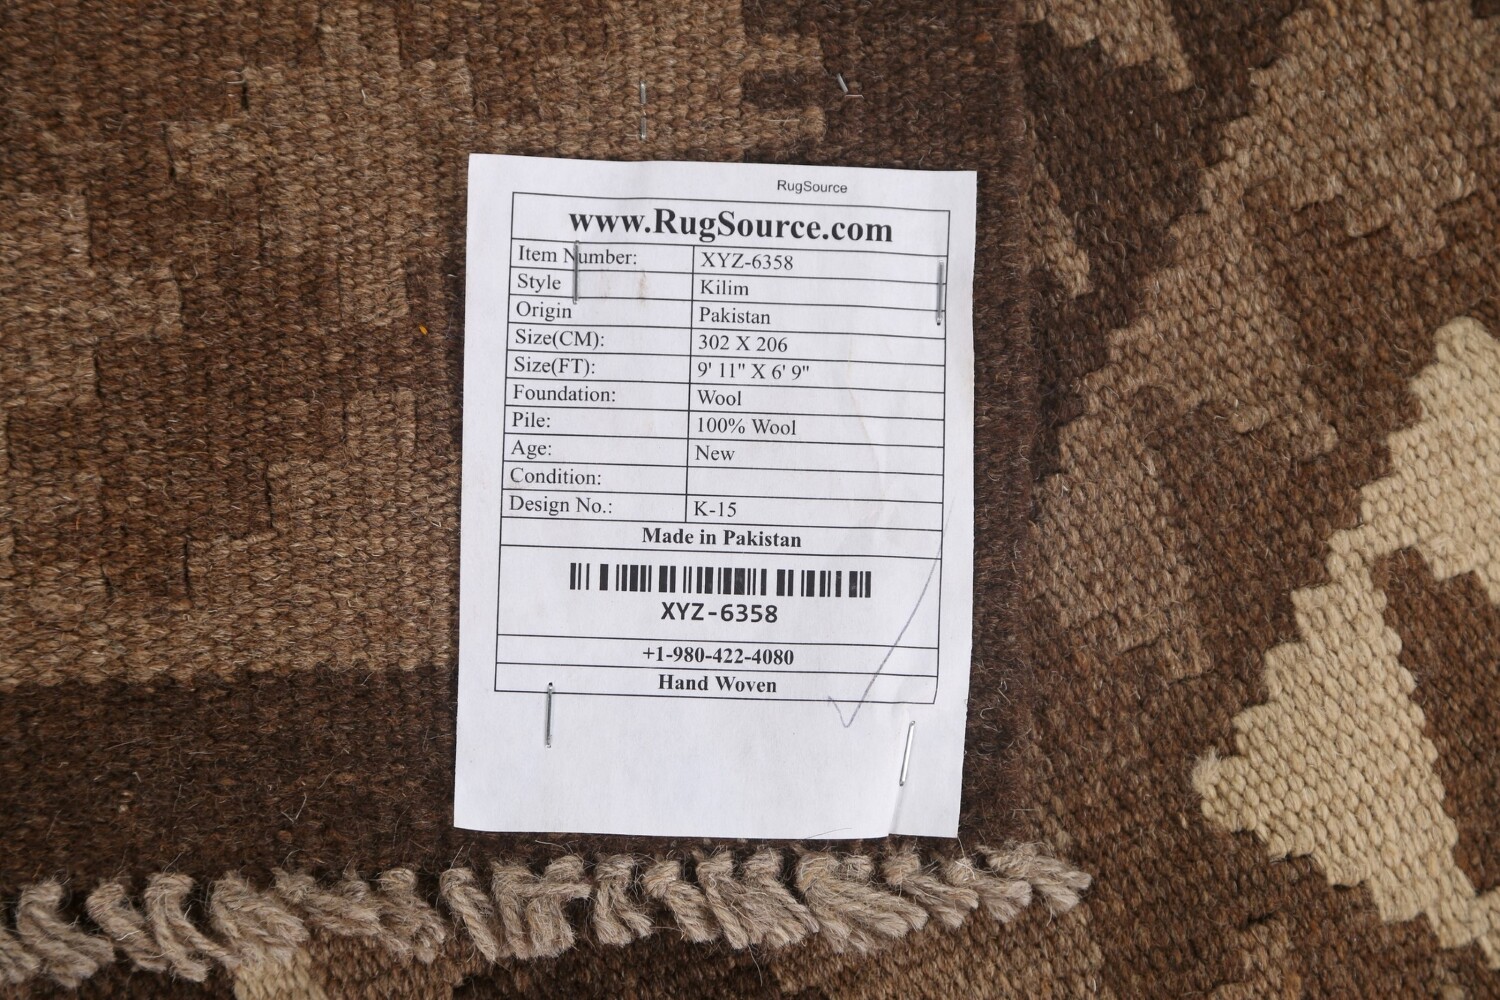 RugSource
www.RugSource.com
Item Number: XYZ-6358
Style Kilim
Origin Pakistan
Size(CM): 302 X 206
Size(FT): 9' 11" X 6' 9"
Foundation: Wool
Pile: 100% Wool
Age: New
Condition:
Design No.: K-15
Made in Pakistan
XYZ-6358
+1-980-422-4080
Hand Woven